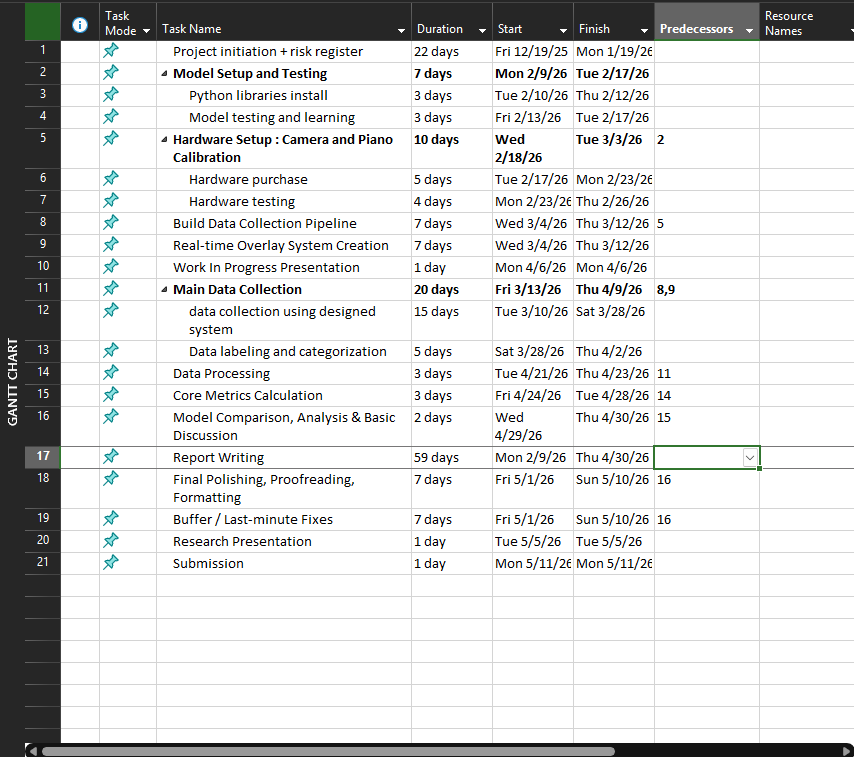 Task Mode Task Name Duration Start Finish Predecessors Resource Names
1 Project initiation + risk register 22 days Fri 12/19/25 Mon 1/19/26
2 Model Setup and Testing 7 days Mon 2/9/26 Tue 2/17/26
3 Python libraries install 3 days Tue 2/10/26 Thu 2/12/26
4 Model testing and learning 3 days Fri 2/13/26 Tue 2/17/26
5 Hardware Setup : Camera and Piano Calibration 10 days Wed 2/18/26 Tue 3/3/26 2
6 Hardware purchase 5 days Tue 2/17/26 Mon 2/23/26
7 Hardware testing 4 days Mon 2/23/26 Thu 2/26/26
8 Build Data Collection Pipeline 7 days Wed 3/4/26 Thu 3/12/26 5
9 Real-time Overlay System Creation 7 days Wed 3/4/26 Thu 3/12/26
10 Work In Progress Presentation 1 day Mon 4/6/26 Mon 4/6/26
11 Main Data Collection 20 days Fri 3/13/26 Thu 4/9/26 8,9
12 data collection using designed system 15 days Tue 3/10/26 Sat 3/28/26
13 Data labeling and categorization 5 days Sat 3/28/26 Thu 4/2/26
14 Data Processing 3 days Tue 4/21/26 Thu 4/23/26 11
15 Core Metrics Calculation 3 days Fri 4/24/26 Tue 4/28/26 14
16 Model Comparison, Analysis & Basic Discussion 2 days Wed 4/29/26 Thu 4/30/26 15
17 Report Writing 59 days Mon 2/9/26 Thu 4/30/26
18 Final Polishing, Proofreading, Formatting 7 days Fri 5/1/26 Sun 5/10/26 16
19 Buffer / Last-minute Fixes 7 days Fri 5/1/26 Sun 5/10/26 16
20 Research Presentation 1 day Tue 5/5/26 Tue 5/5/26
21 Submission 1 day Mon 5/11/26 Mon 5/11/26
GANTT CHART